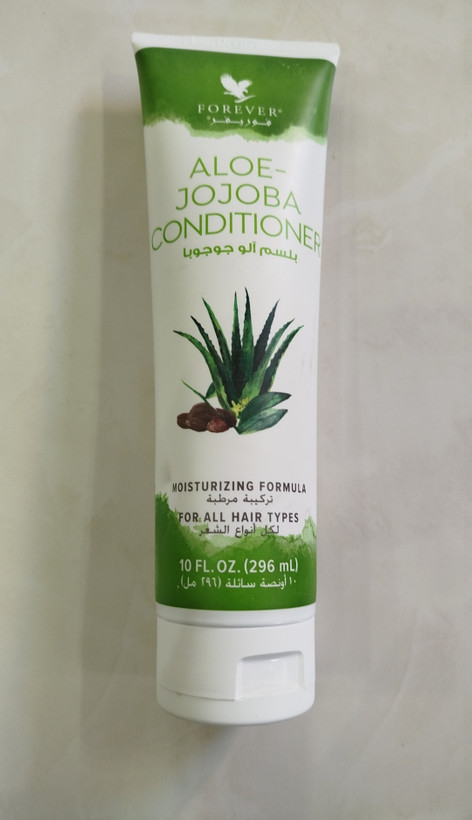 FOREVER®
فوريفر®
ALOE-
JOJOBA
CONDITIONER
بلسم ألو جوجوبا
MOISTURIZING FORMULA
تركيبة مرطبة
FOR ALL HAIR TYPES
لكل أنواع الشعر
10 FL. OZ. (296 mL)
١٠ أونصة سائلة (٢٩٦ مل).